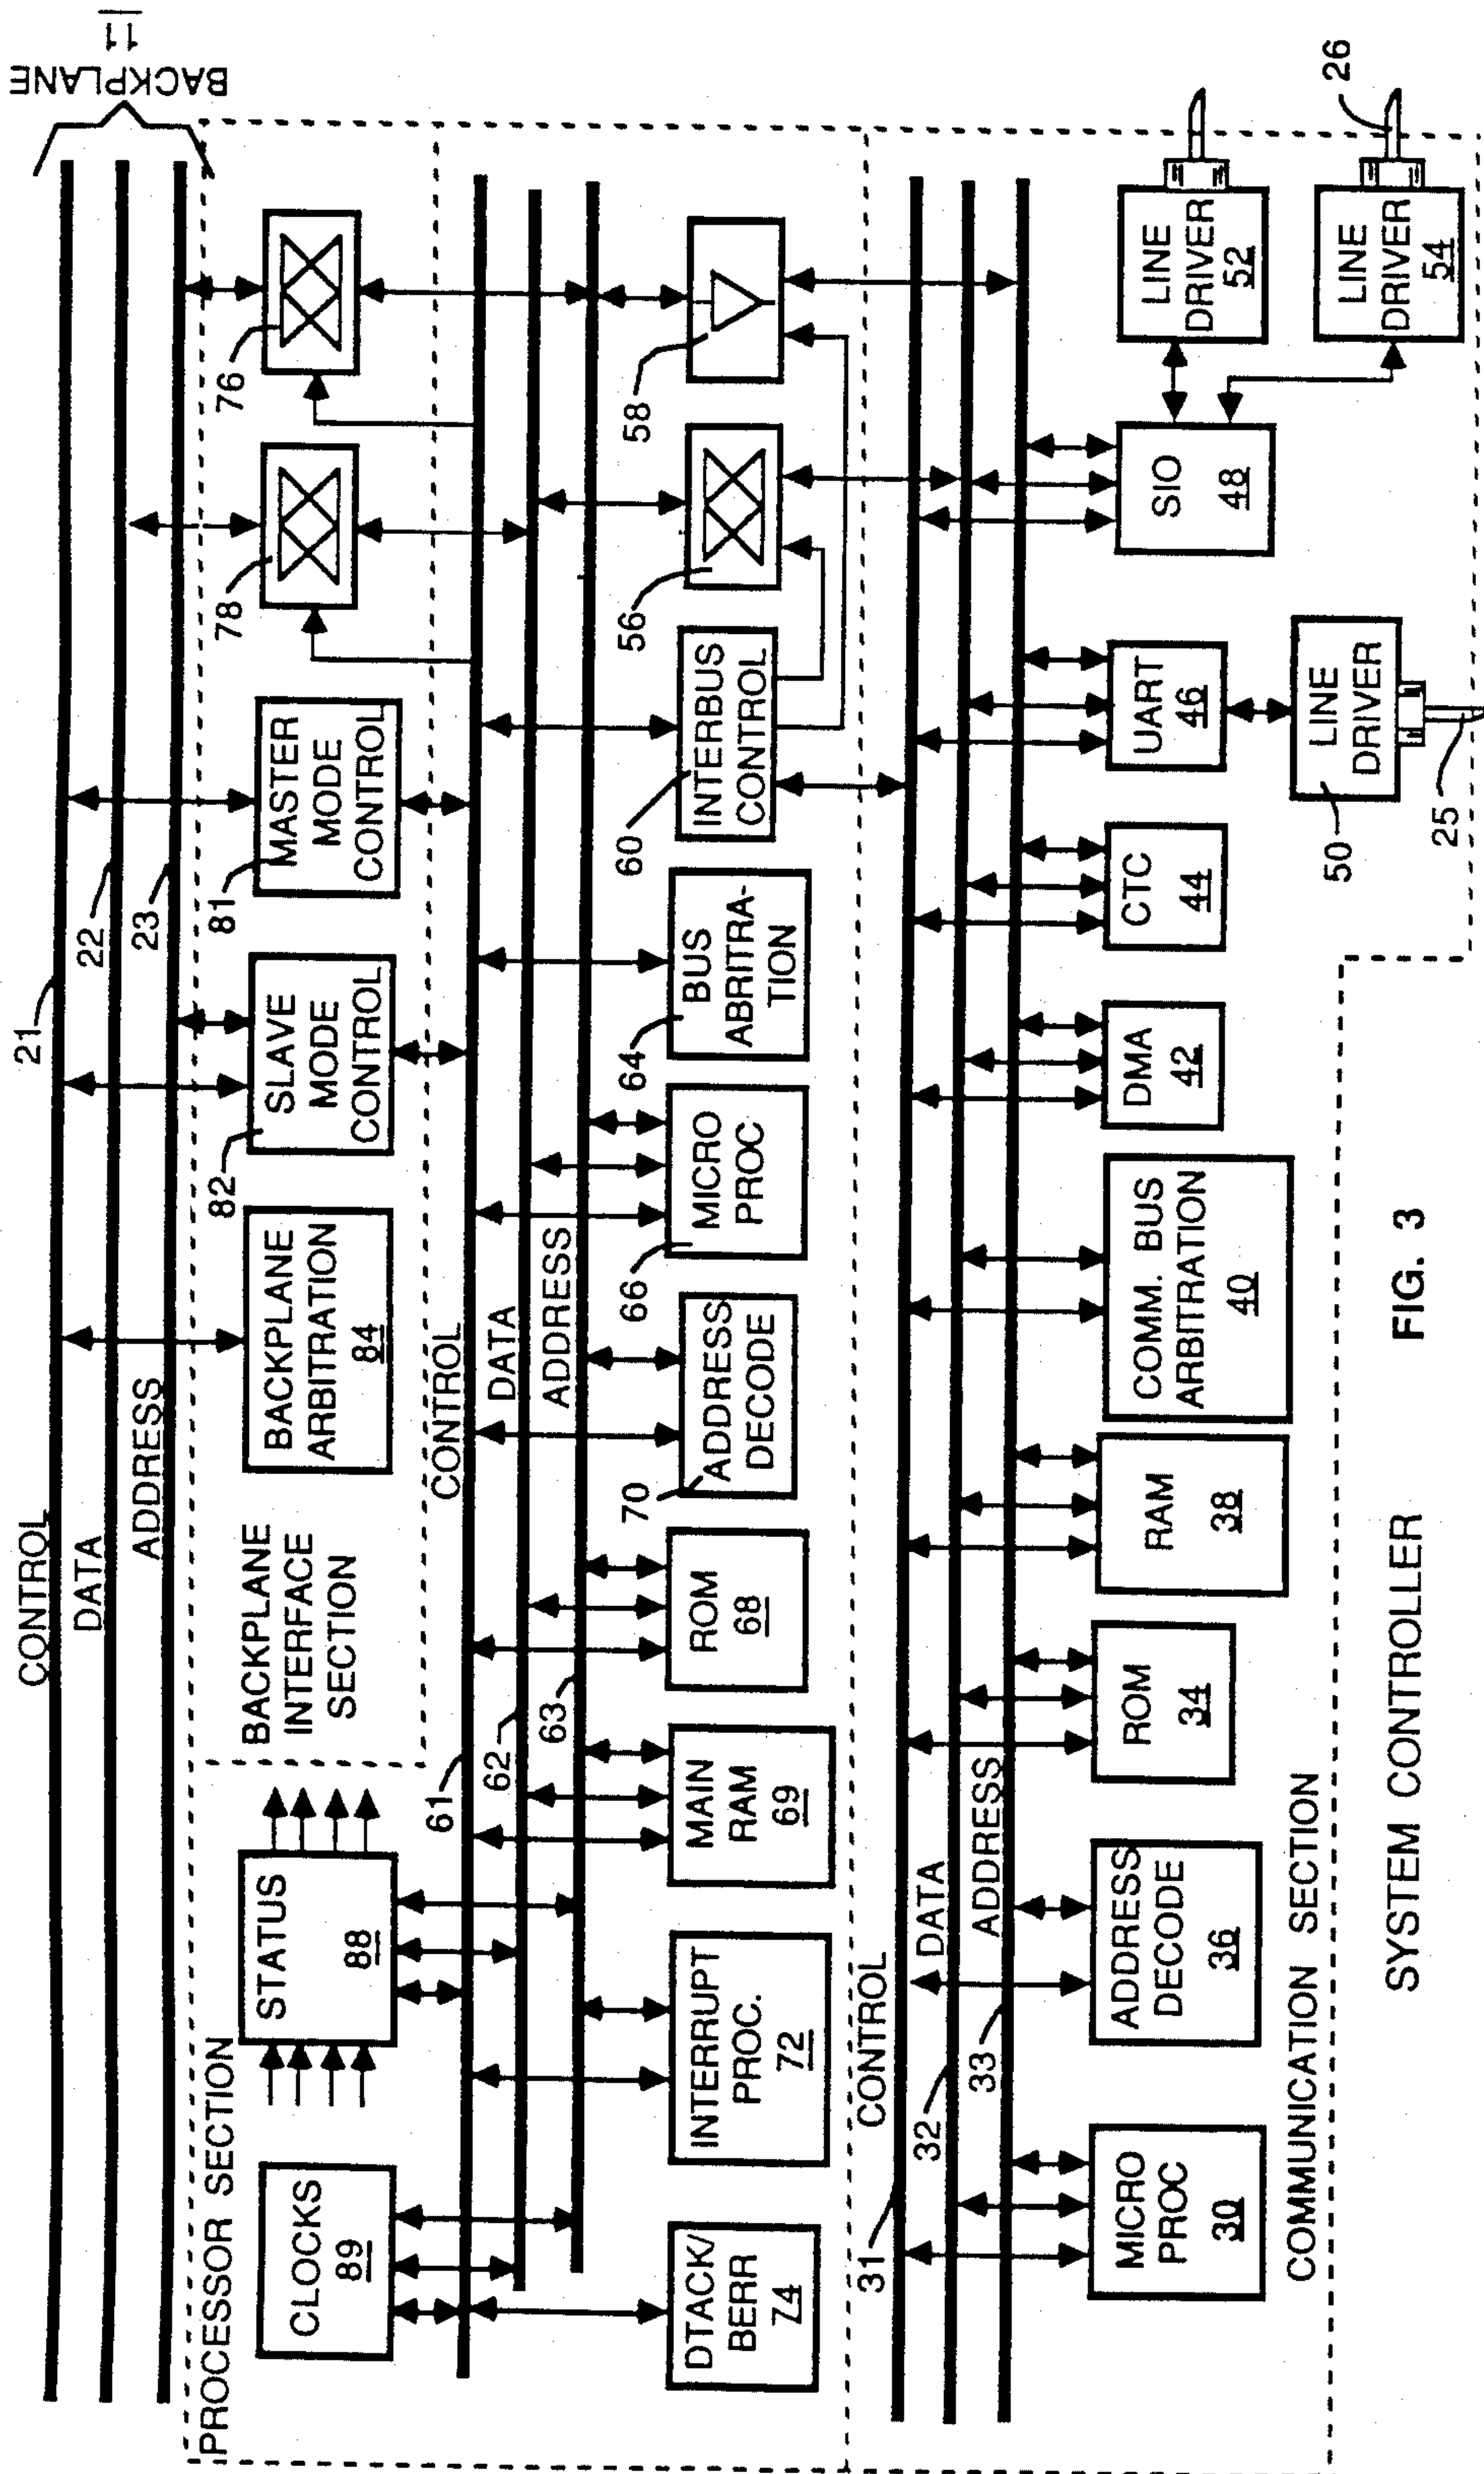 BACKPLANE
11
CONTROL
21
DATA
22
ADDRESS
23
PROCESSOR SECTION
CLOCKS
89
STATUS
88
BACKPLANE
INTERFACE
SECTION
BACKPLANE
ARBITRATION
84
82
SLAVE
MODE
CONTROL
81
MASTER
MODE
CONTROL
78
76
61
CONTROL
62
DATA
63
ADDRESS
DTACK/
BERR
74
INTERRUPT
PROC.
72
MAIN
RAM
69
ROM
68
70
ADDRESS
DECODE
66
MICRO
PROC
64
BUS
ABRITRA-
TION
60
INTERBUS
CONTROL
56
58
31
CONTROL
32
DATA
33
ADDRESS
MICRO
PROC
30
ADDRESS
DECODE
36
ROM
34
RAM
38
COMM. BUS
ARBITRATION
40
DMA
42
CTC
44
UART
46
SIO
48
LINE
DRIVER
52
LINE
DRIVER
54
26
50
LINE
DRIVER
25
COMMUNICATION SECTION
SYSTEM CONTROLLER
FIG. 3